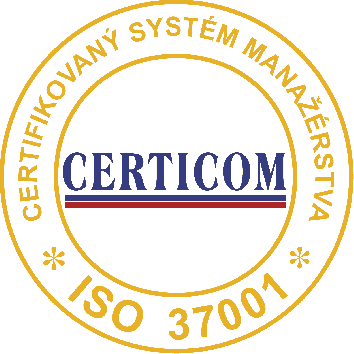 CERTIFIKOVANÝ SYSTÉM MANAŽÉRSTVA
CERTICOM
* ISO 37001 *